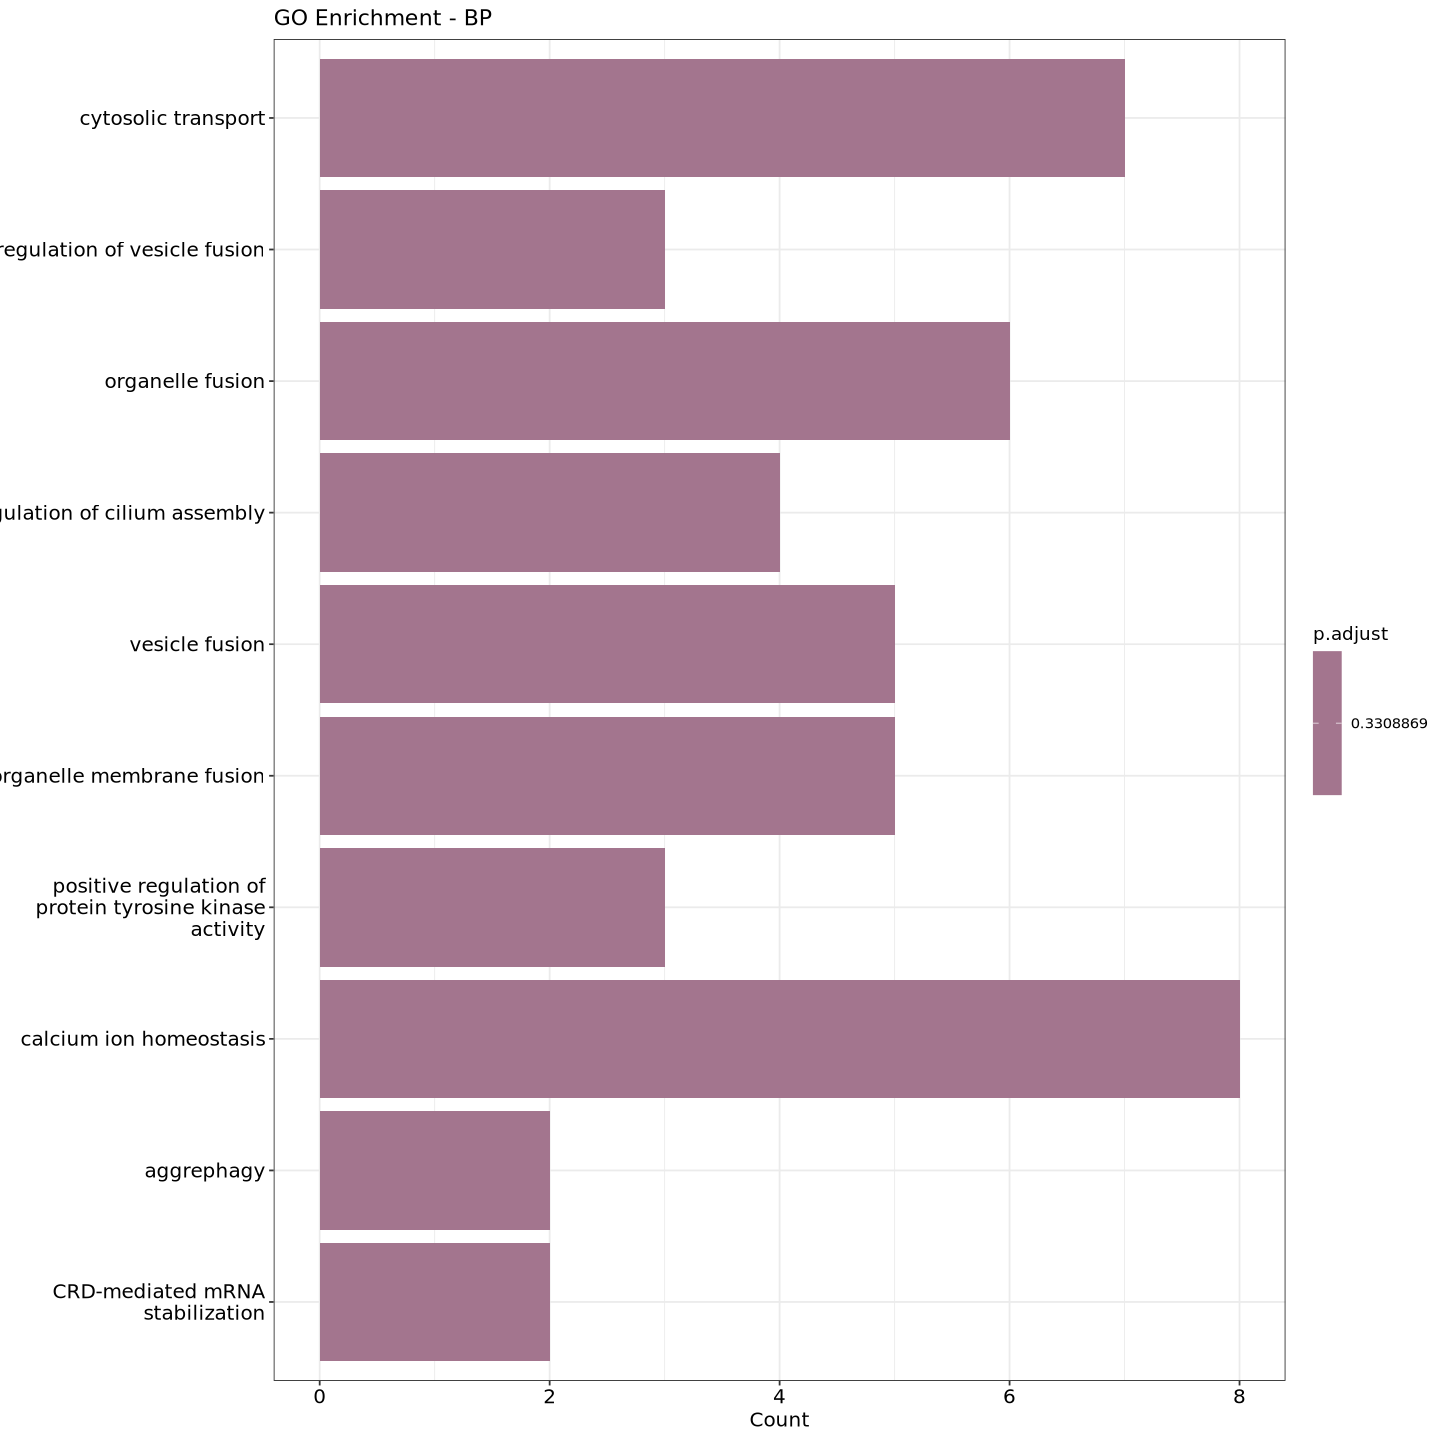 GO Enrichment - BP
cytosolic transport
regulation of vesicle fusion
organelle fusion
of cilium assembly
vesicle fusion
organelle membrane fusion
positive regulation of
protein tyrosine kinase
activity
calcium ion homeostasis
aggrephagy
CRD-mediated mRNA
stabilization
0 2 4 6 8
Count
p.adjust
0.3308869